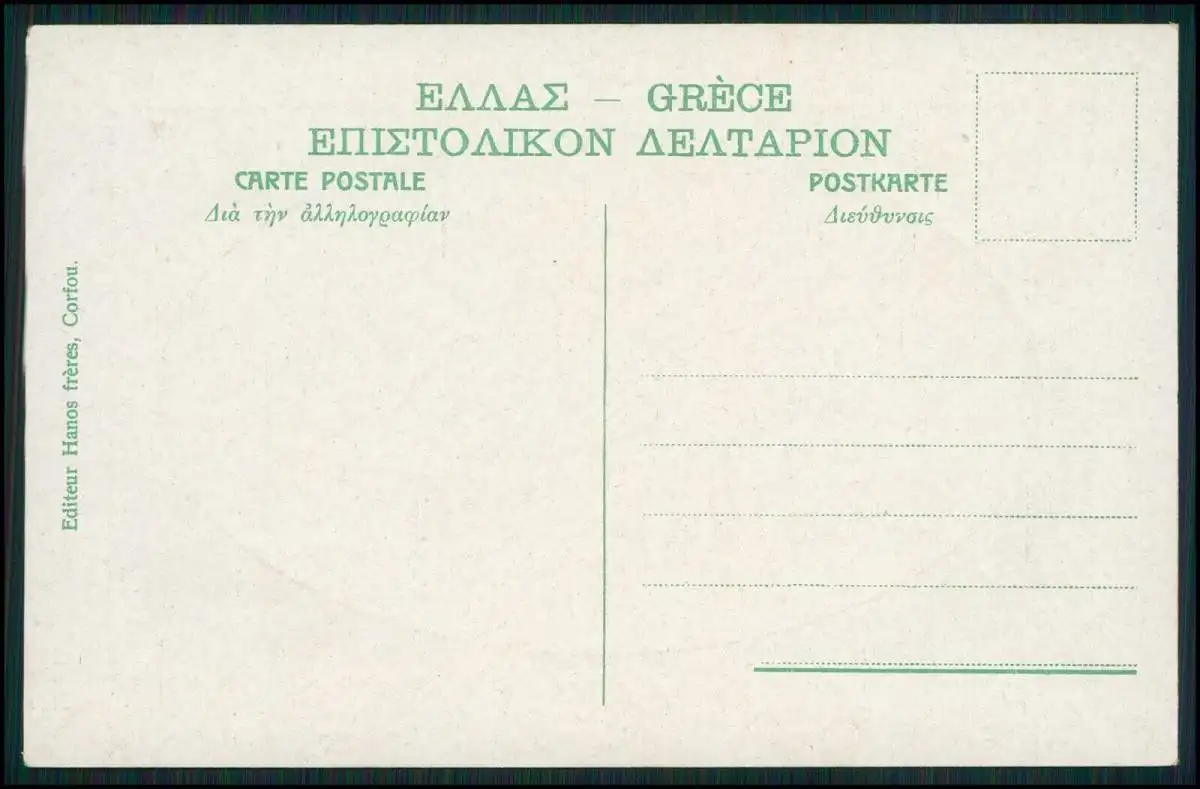 ΕΛΛΑΣ – GRÈCE
ΕΠΙΣΤΟΛΙΚΟΝ ΔΕΛΤΑΡΙΟΝ
CARTE POSTALE
POSTKARTE
Διὰ τὴν ἀλληλογραφίαν
Διεύθυνσις
Editeur Hanos frères, Corfou.